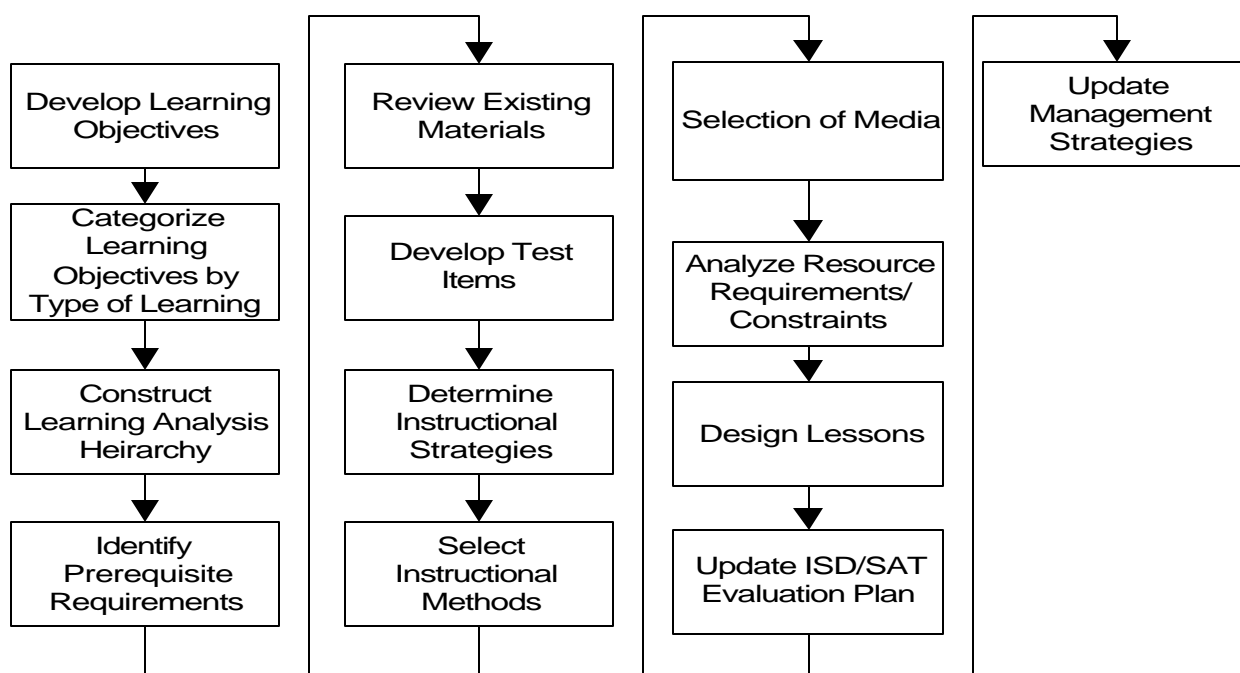 Develop Learning
Objectives
Categorize
Learning
Objectives by
Type of Learning
Construct
Learning Analysis
Heirarchy
Identify
Prerequisite
Requirements
Review Existing
Materials
Develop Test
Items
Determine
Instructional
Strategies
Select
Instructional
Methods
Selection of Media
Analyze Resource
Requirements/
Constraints
Design Lessons
Update ISD/SAT
Evaluation Plan
Update
Management
Strategies